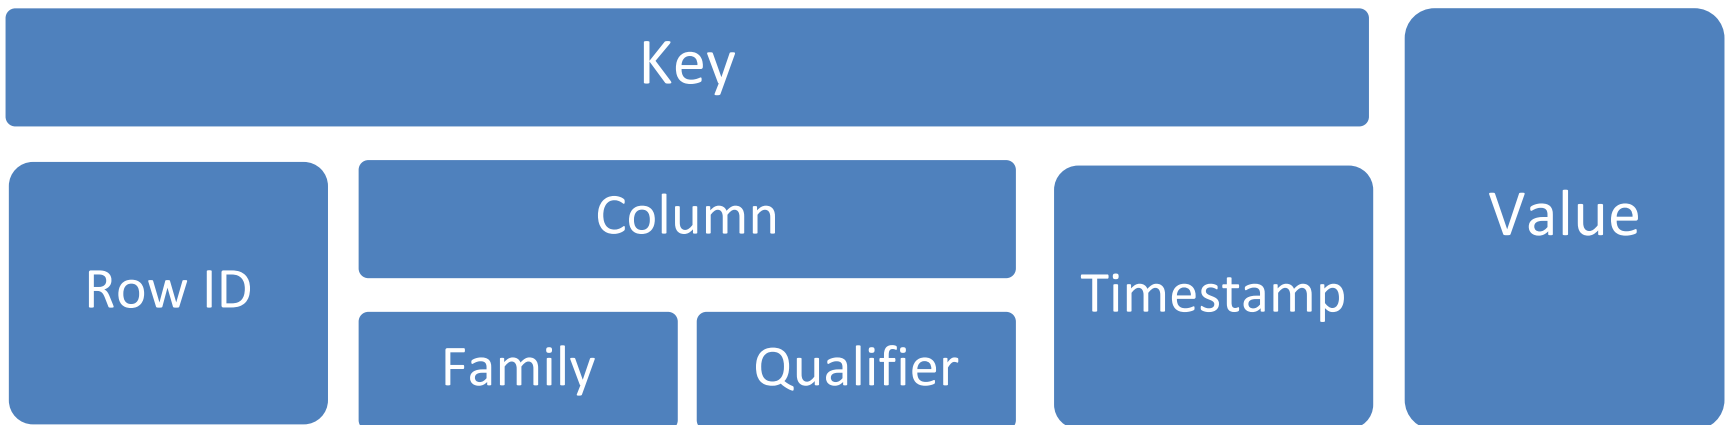 Key
Value
Row ID
Column
Timestamp
Family
Qualifier